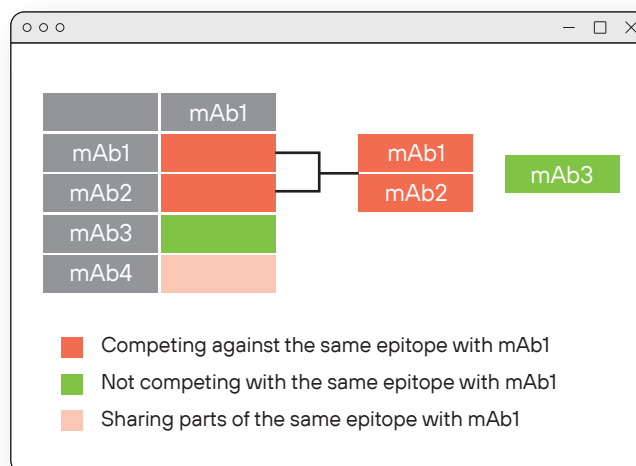 mAb1
mAb1
mAb1
mAb2
mAb2
mAb3
mAb3
mAb4
Competing against the same epitope with mAb1
Not competing with the same epitope with mAb1
Sharing parts of the same epitope with mAb1